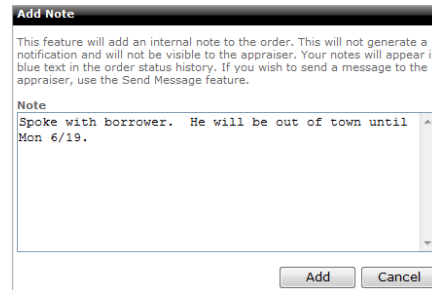 Add Note
This feature will add an internal note to the order. This will not generate a
notification and will not be visible to the appraiser. Your notes will appear i
blue text in the order status history. If you wish to send a message to the
appraiser, use the Send Message feature.
Note
Spoke with borrower.  He will be out of town until
Mon 6/19.
Add Cancel